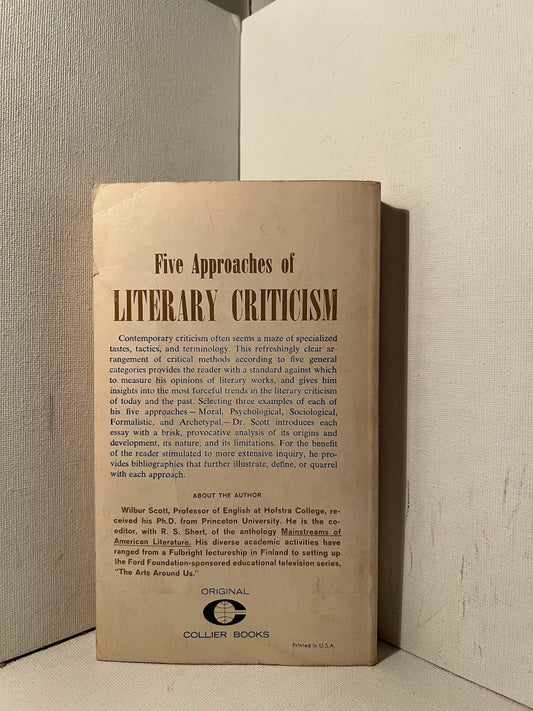 Five Approaches of
LITERARY CRITICISM
Contemporary criticism often seems a maze of specialized
tastes, tactics, and terminology. This refreshingly clear ar-
rangement of critical methods according to five general
categories provides the reader with a standard against which
to measure his opinions of literary works, and gives him
insights into the most forceful trends in the literary criticism
of today and the past. Selecting three examples of each of
his five approaches — Moral, Psychological, Sociological,
Formalistic, and Archetypal — Dr. Scott introduces each
essay with a brisk, provocative analysis of its origins and
development, its nature, and its limitations. For the benefit
of the reader stimulated to more extensive inquiry, he pro-
vides bibliographies that further illustrate, define, or quarrel
with each approach.
ABOUT THE AUTHOR
Wilbur Scott, Professor of English at Hofstra College, re-
ceived his Ph.D. from Princeton University. He is the co-
editor, with R. S. Short, of the anthology Mainstreams of
American Literature. His diverse academic activities have
ranged from a Fulbright lectureship in Finland to setting up
the Ford Foundation-sponsored educational television series,
"The Arts Around Us."
ORIGINAL
COLLIER BOOKS
Printed in U.S.A.